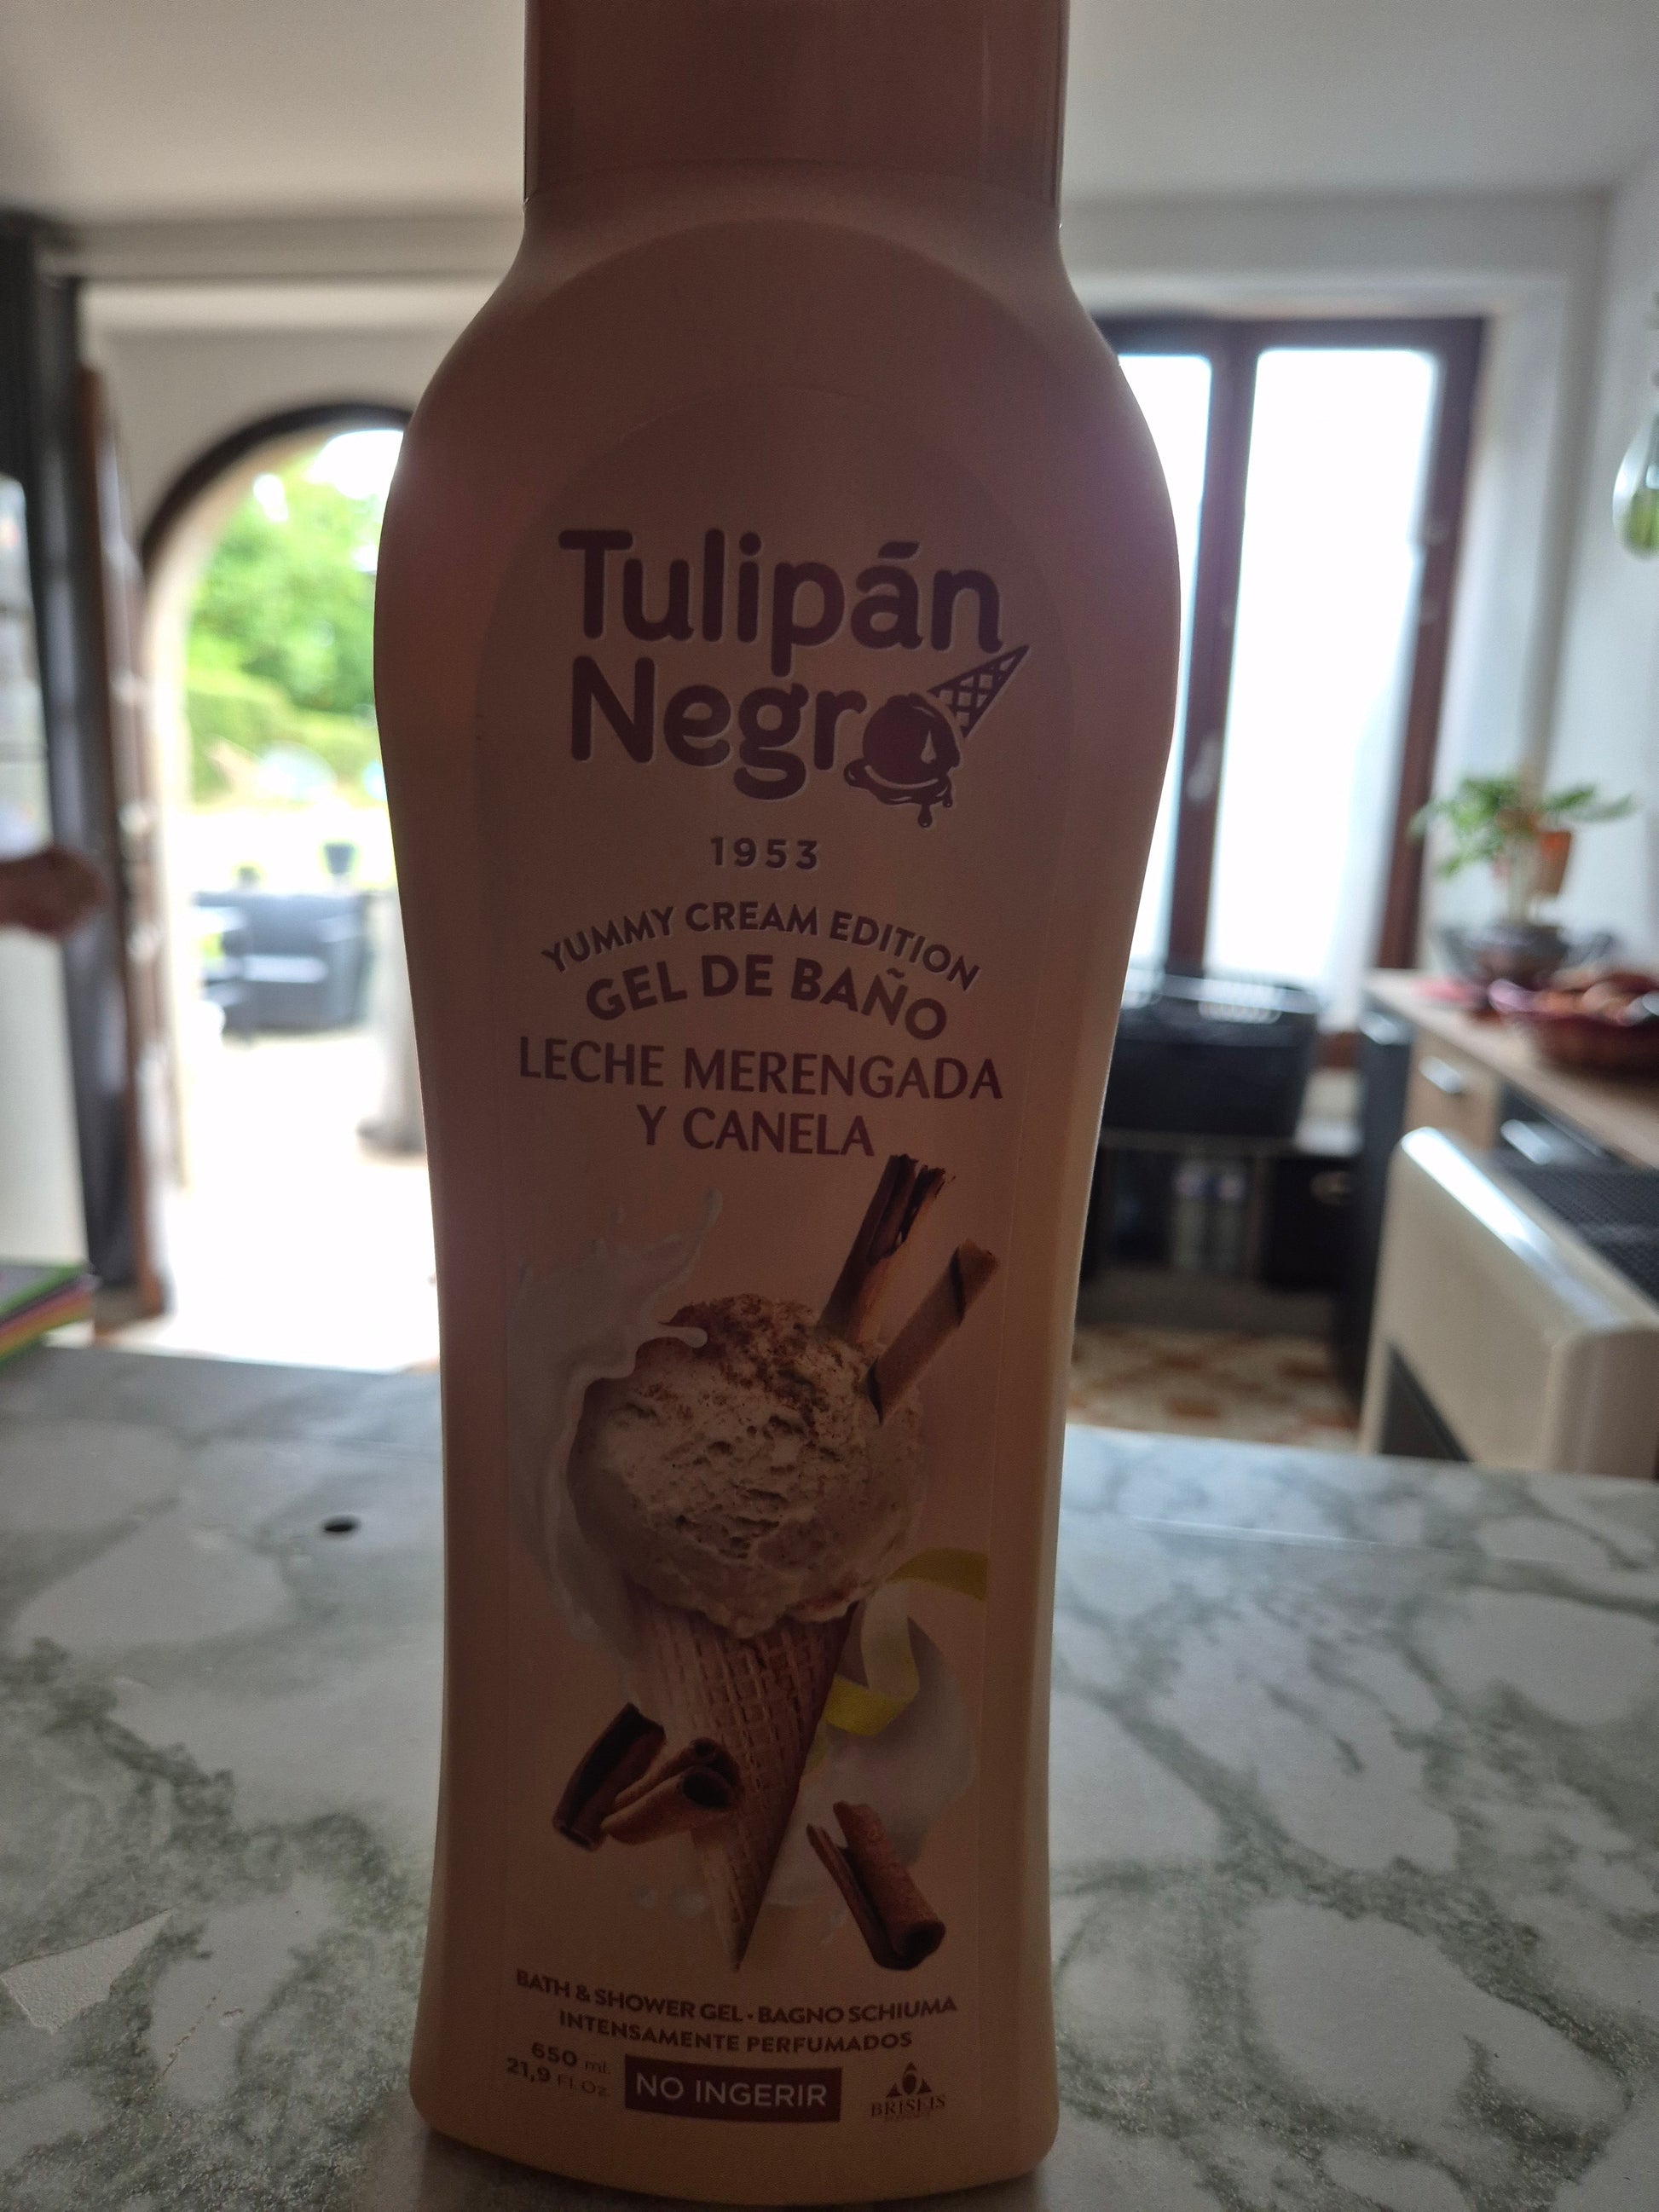 Tulipán
Negro
1953
YUMMY CREAM EDITION
GEL DE BAÑO
LECHE MERENGADA
Y CANELA
BATH & SHOWER GEL - BAGNO SCHIUMA
INTENSAMENTE PERFUMADOS
650 ml.
21,9 Fl. Oz.
NO INGERIR
BRISEIS